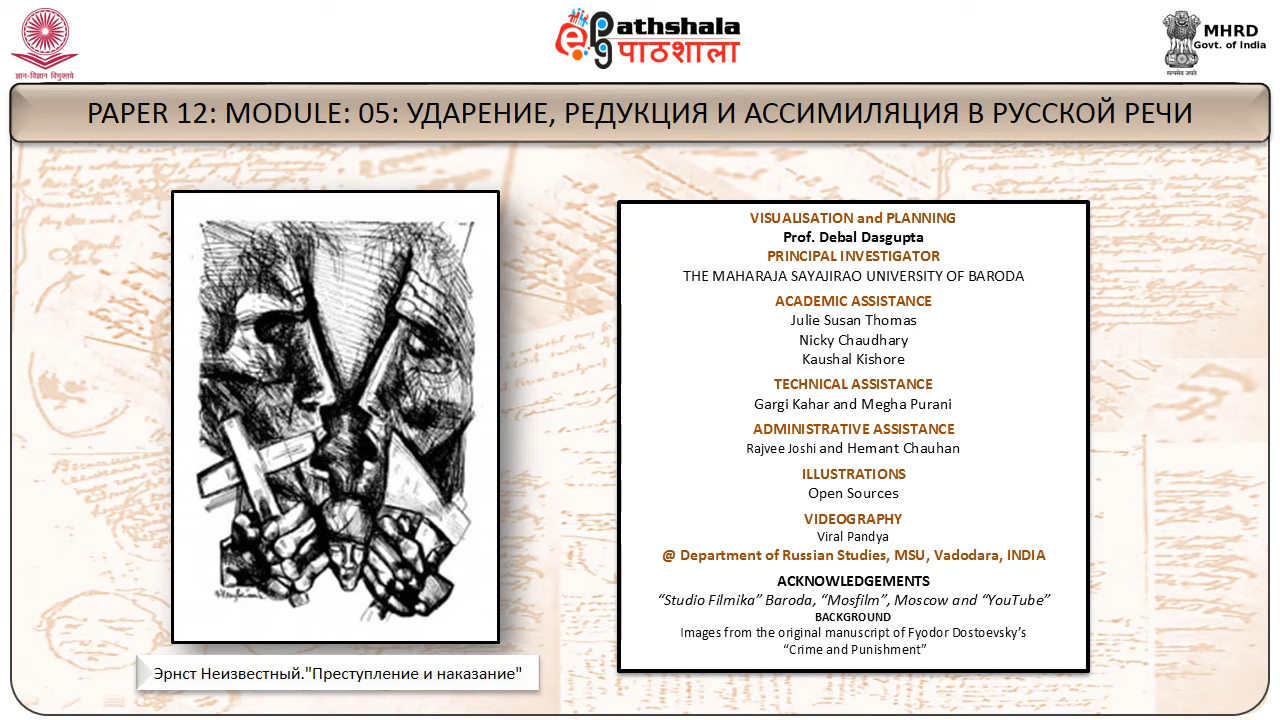 ज्ञान-विज्ञान विमुक्तये
ePathshala
पाठशाला
MHRD
Govt. of India
सत्यमेव जयते
PAPER 12: MODULE: 05: УДАРЕНИЕ, РЕДУКЦИЯ И АССИМИЛЯЦИЯ В РУССКОЙ РЕЧИ
VISUALISATION and PLANNING
Prof. Debal Dasgupta
PRINCIPAL INVESTIGATOR
THE MAHARAJA SAYAJIRAO UNIVERSITY OF BARODA
ACADEMIC ASSISTANCE
Julie Susan Thomas
Nicky Chaudhary
Kaushal Kishore
TECHNICAL ASSISTANCE
Gargi Kahar and Megha Purani
ADMINISTRATIVE ASSISTANCE
Rajvee Joshi and Hemant Chauhan
ILLUSTRATIONS
Open Sources
VIDEOGRAPHY
Viral Pandya
@ Department of Russian Studies, MSU, Vadodara, INDIA
ACKNOWLEDGEMENTS
“Studio Filmika” Baroda, “Mosfilm”, Moscow and “YouTube”
BACKGROUND
Images from the original manuscript of Fyodor Dostoevsky’s
“Crime and Punishment”
Эрнст Неизвестный."Преступление и наказание"